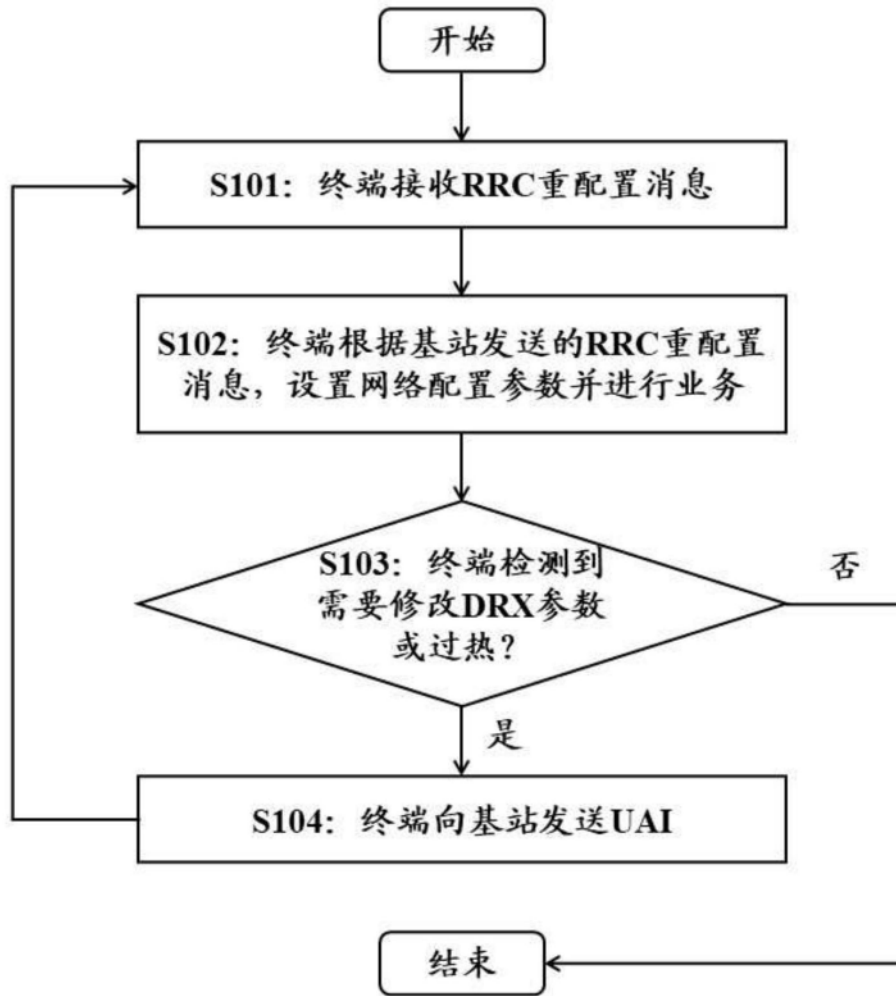 开始
S101：终端接收RRC重配置消息
S102：终端根据基站发送的RRC重配置
消息，设置网络配置参数并进行业务
S103：终端检测到
需要修改DRX参数
或过热？
否
是
S104：终端向基站发送UAI
结束